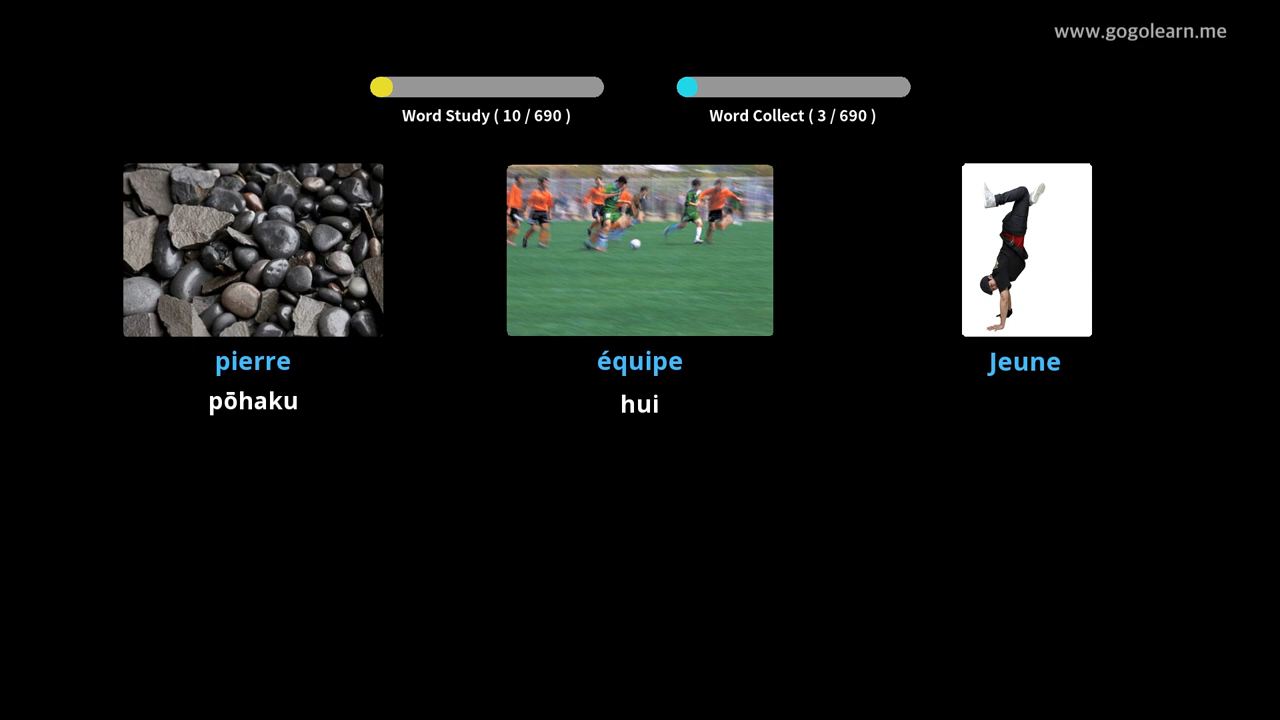 www.gogolearn.me
Word Study ( 10 / 690 )
Word Collect ( 3 / 690 )
pierre
équipe
Jeune
pōhaku
hui